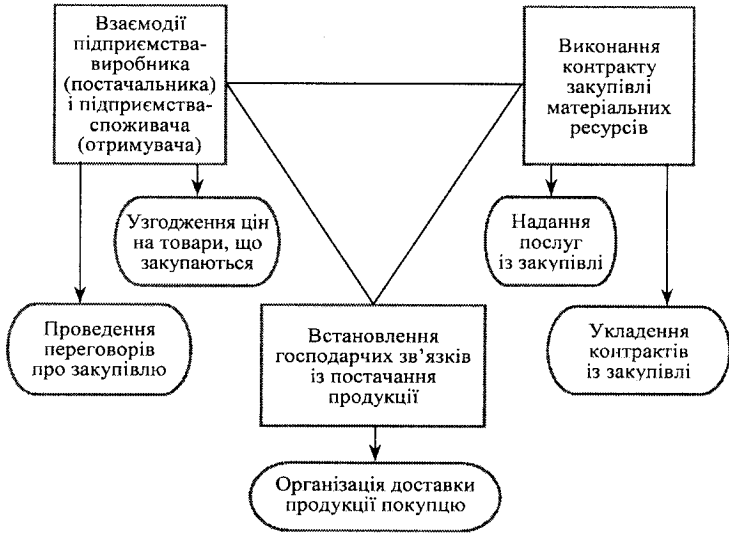 Взаємодії
підприємства-
виробника
(постачальника)
і підприємства-
споживача
(отримувача)
Виконання
контракту
закупівлі
матеріальних
ресурсів
Узгодження цін
на товари, що
закупаються
Надання
послуг
із закупівлі
Проведення
переговорів
про закупівлю
Встановлення
господарчих зв’язків
із постачання
продукції
Укладення
контрактів
із закупівлі
Організація доставки
продукції покупцю